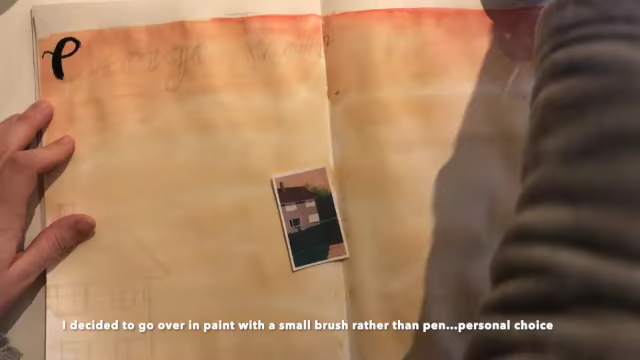 e
I decided to go over in paint with a small brush rather than pen...personal choice